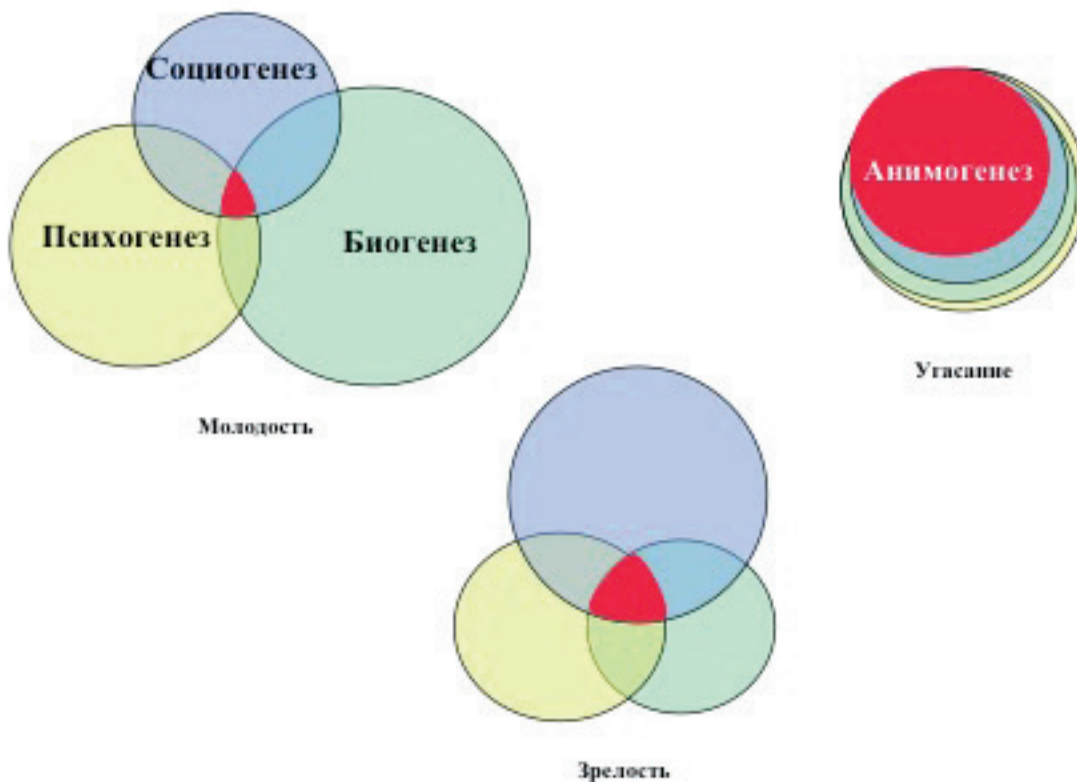 Социогенез
Психогенез
Биогенез
Молодость
Анимогенез
Угасание
Зрелость